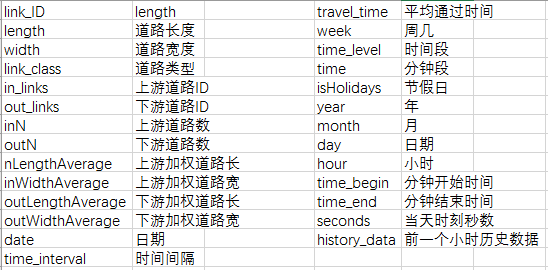 link_ID length travel_time 平均通过时间
length 道路长度 week 周几
width 道路宽度 time_level 时间段
link_class 道路类型 time 分钟段
in_links 上游道路ID isHolidays 节假日
out_links 下游道路ID year 年
inN 上游道路数 month 月
outN 下游道路数 day 日期
nLengthAverage 上游加权道路长 hour 小时
inWidthAverage 上游加权道路宽 time_begin 分钟开始时间
outLengthAverage 下游加权道路长 time_end 分钟结束时间
outWidthAverage 下游加权道路宽 seconds 当天时刻秒数
date 日期 history_data 前一个小时历史数据
time_interval 时间间隔